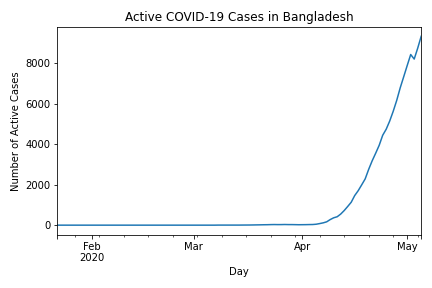 Active COVID-19 Cases in Bangladesh
Number of Active Cases
8000
6000
4000
2000
0
Feb
2020
Mar
Apr
May
Day